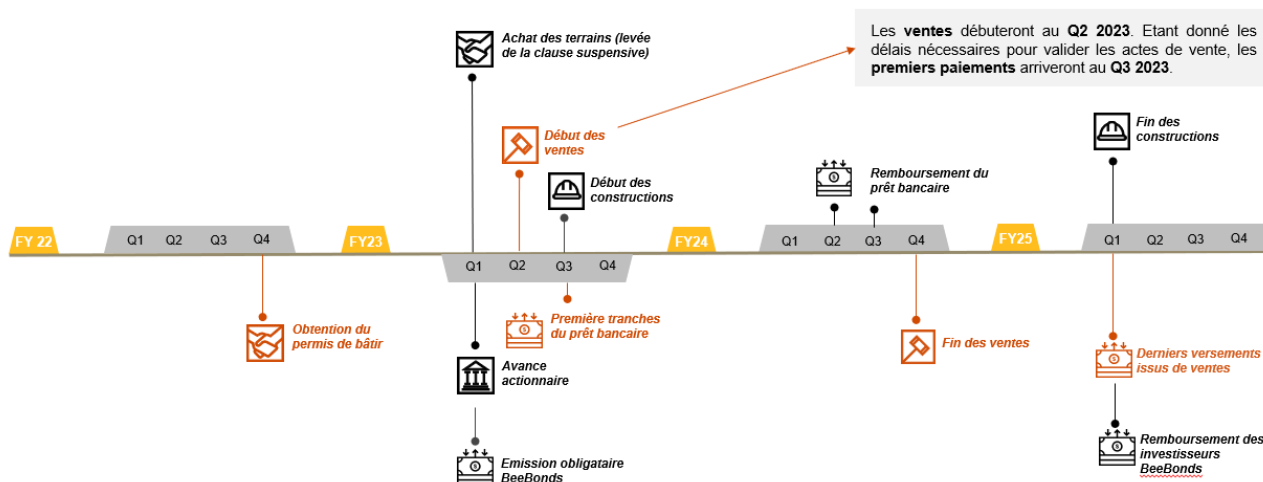 Les ventes débuteront au Q2 2023. Etant donné les
délais nécessaires pour valider les actes de vente, les
premiers paiements arriveront au Q3 2023.
Achat des terrains (levée
de la clause suspensive)
Début des
ventes
Début des
constructions
Remboursement du
prêt bancaire
Fin des
constructions
FY 22
Q1 Q2 Q3 Q4
FY23
Q1 Q2 Q3 Q4
FY24
Q1 Q2 Q3 Q4
FY25
Q1 Q2 Q3 Q4
Obtention du
permis de bâtir
Première tranches
du prêt bancaire
Avance
actionnaire
Emission obligataire
BeeBonds
Fin des ventes
Derniers versements
issus de ventes
Remboursement des
investisseurs
BeeBonds